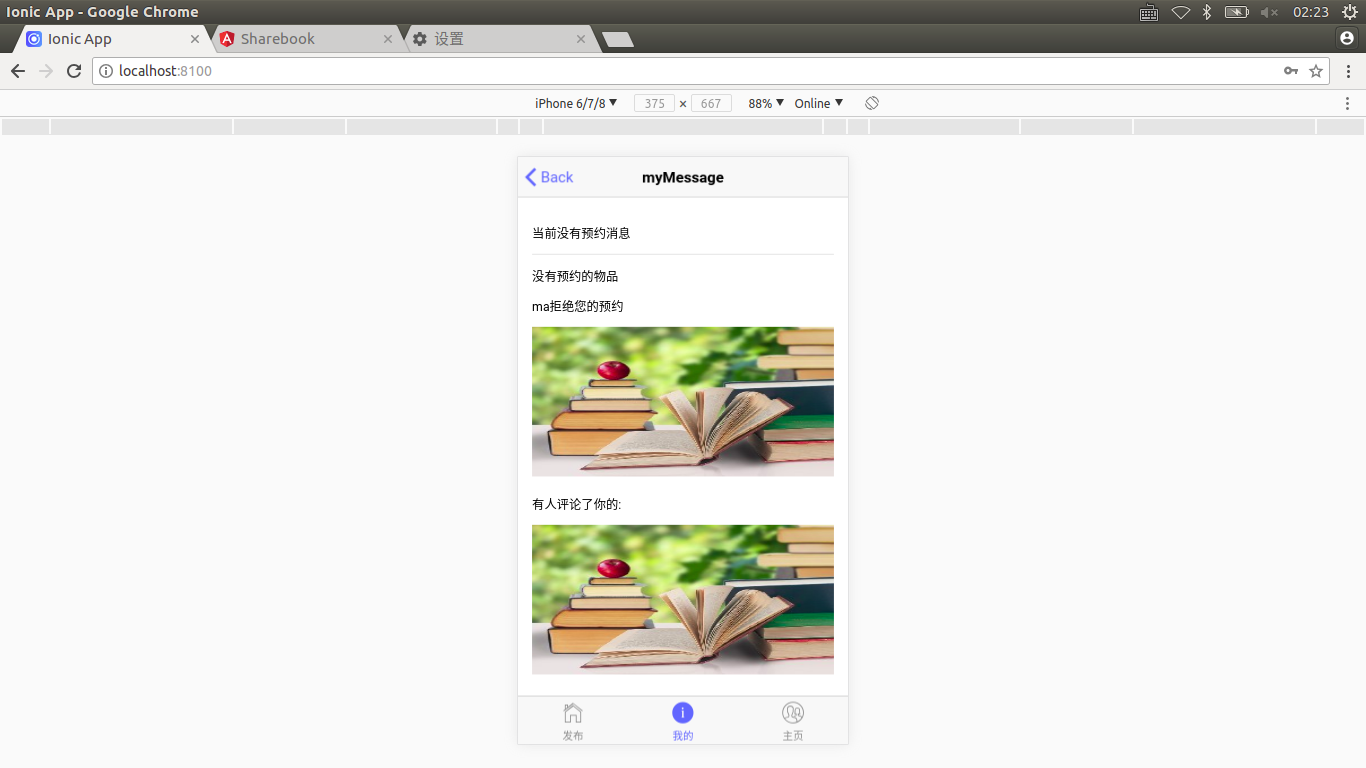 Ionic App - Google Chrome
02:23
Ionic App
Sharebook
设置
localhost:8100
iPhone 6/7/8
375 × 667
88%
Online
Back
myMessage
当前没有预约消息
没有预约的物品
ma拒绝您的预约
有人评论了你的:
发布
我的
主页